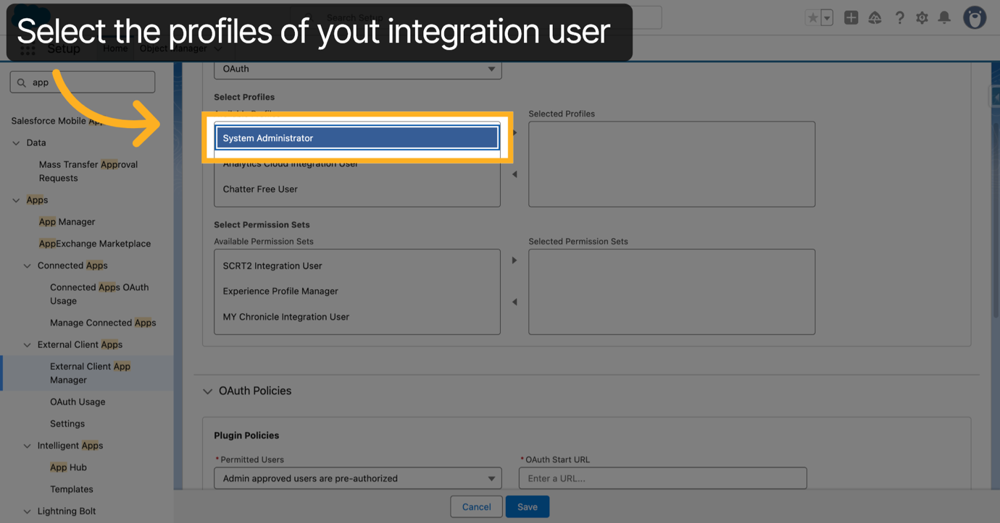 Select the profiles of yout integration user
Search Setup
Setup
Home
Object Manager
app
Salesforce Mobile App
Data
Mass Transfer Approval
Requests
Apps
App Manager
AppExchange Marketplace
Connected Apps
Connected Apps OAuth
Usage
Manage Connected Apps
External Client Apps
External Client App
Manager
OAuth Usage
Settings
Intelligent Apps
App Hub
Templates
Lightning Bolt
OAuth
Select Profiles
Selected Profiles
System Administrator
Analytics Cloud Integration User
Chatter Free User
Select Permission Sets
Available Permission Sets
Selected Permission Sets
SCRT2 Integration User
Experience Profile Manager
MY Chronicle Integration User
OAuth Policies
Plugin Policies
* Permitted Users
* OAuth Start URL
Admin approved users are pre-authorized
Enter a URL...
Cancel
Save